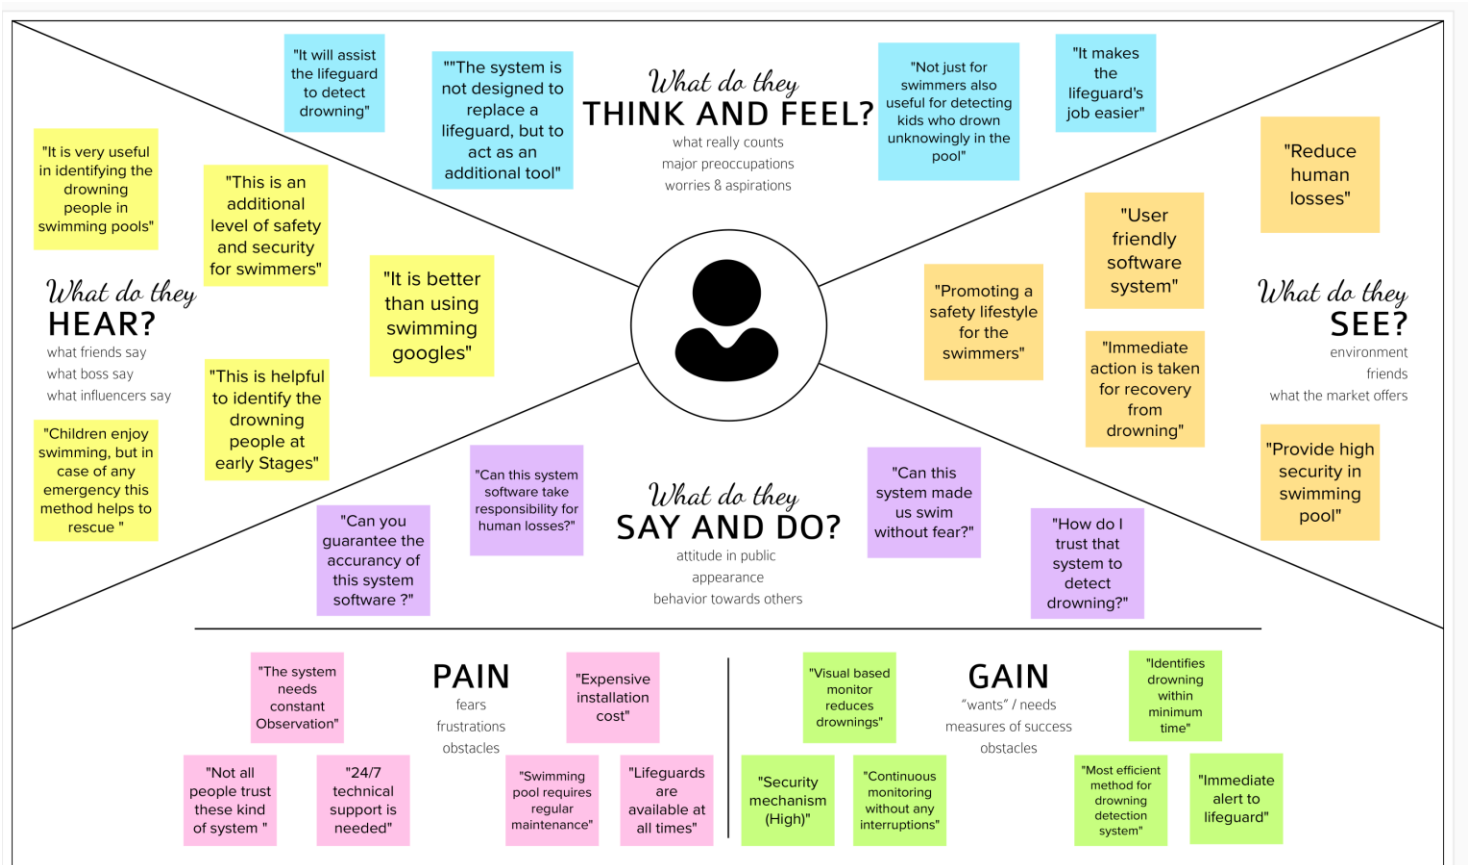 "It will assist
the lifeguard
to detect
drowning"
""The system is
not designed to
replace a
lifeguard, but to
act as an
additional tool"
What do they
THINK AND FEEL?
what really counts
major preoccupations
worries & aspirations
"Not just for
swimmers also
useful for detecting
kids who drown
unknowingly in the
pool"
"It makes
the
lifeguard's
job easier"
"It is very useful
in identifying the
drowning
people in
swimming pools"
"This is an
additional
level of safety
and security
for swimmers"
"It is better
than using
swimming
googles"
What do they
HEAR?
what friends say
what boss say
what influencers say
"This is helpful
to identify the
drowning
people at
early Stages"
"Children enjoy
swimming, but in
case of any
emergency this
method helps to
rescue "
"Reduce
human
losses"
"User
friendly
software
system"
"Promoting a
safety lifestyle
for the
swimmers"
What do they
SEE?
environment
friends
what the market offers
"Immediate
action is taken
for recovery
from
drowning"
"Provide high
security in
swimming
pool"
"Can you
guarantee the
accurancy of
this system
software ?"
"Can this system
software take
responsibility for
human losses?"
What do they
SAY AND DO?
attitude in public
appearance
behavior towards others
"Can this
system made
us swim
without fear?"
"How do I
trust that
system to
detect
drowning?"
"The system
needs
constant
Observation"
PAIN
fears
frustrations
obstacles
"Expensive
installation
cost"
"Not all
people trust
these kind
of system "
"24/7
technical
support is
needed"
"Swimming
pool requires
regular
maintenance"
"Lifeguards
are
available at
all times"
"Visual based
monitor
reduces
drownings"
GAIN
"wants" / needs
measures of success
obstacles
"Identifies
drowning
within
minimum
time"
"Security
mechanism
(High)"
"Continuous
monitoring
without any
interruptions"
"Most efficient
method for
drowning
detection
system"
"Immediate
alert to
lifeguard"